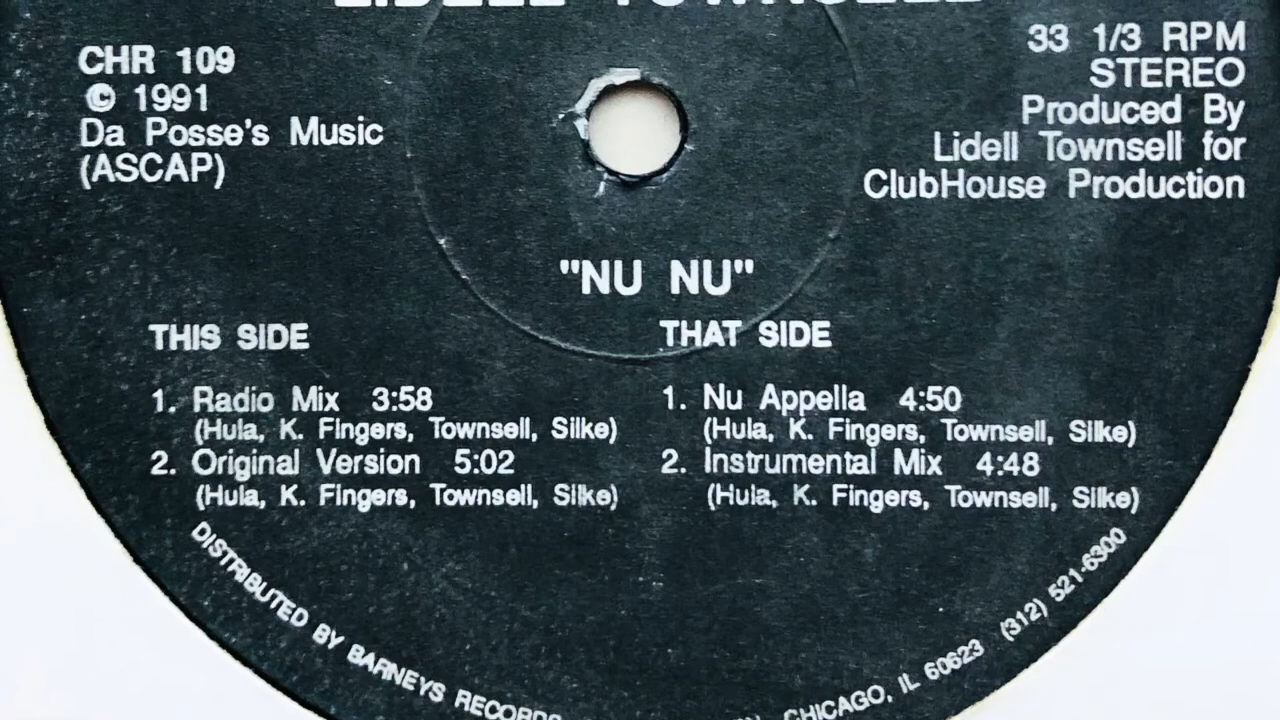 LIDELL TOWNSELL
CHR 109
© 1991
Da Posse's Music
(ASCAP)
33 1/3 RPM
STEREO
Produced By
Lidell Townsell for
ClubHouse Production
"NU NU"
THIS SIDE
1. Radio Mix 3:58
(Hula, K. Fingers, Townsell, Silke)
2. Original Version 5:02
(Hula, K. Fingers, Townsell, Silke)
THAT SIDE
1. Nu Appella 4:50
(Hula, K. Fingers, Townsell, Silke)
2. Instrumental Mix 4:48
(Hula, K. Fingers, Townsell, Silke)
DISTRIBUTED BY BARNEYS RECORDS CHICAGO, IL 60623 (312) 521-6300